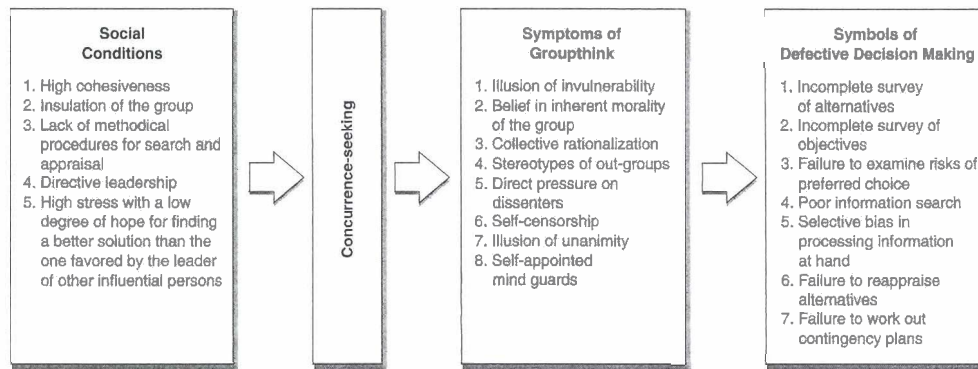 Social
Conditions
1. High cohesiveness
2. Insulation of the group
3. Lack of methodical
procedures for search and
appraisal
4. Directive leadership
5. High stress with a low
degree of hope for finding
a better solution than the
one favored by the leader
of other influential persons
Concurrence-seeking
Symptoms of
Groupthink
1. Illusion of invulnerability
2. Belief in inherent morality
of the group
3. Collective rationalization
4. Stereotypes of out-groups
5. Direct pressure on
dissenters
6. Self-censorship
7. Illusion of unanimity
8. Self-appointed
mind guards
Symbols of
Defective Decision Making
1. Incomplete survey
of alternatives
2. Incomplete survey of
objectives
3. Failure to examine risks of
preferred choice
4. Poor information search
5. Selective bias in
processing information
at hand
6. Failure to reappraise
alternatives
7. Failure to work out
contingency plans